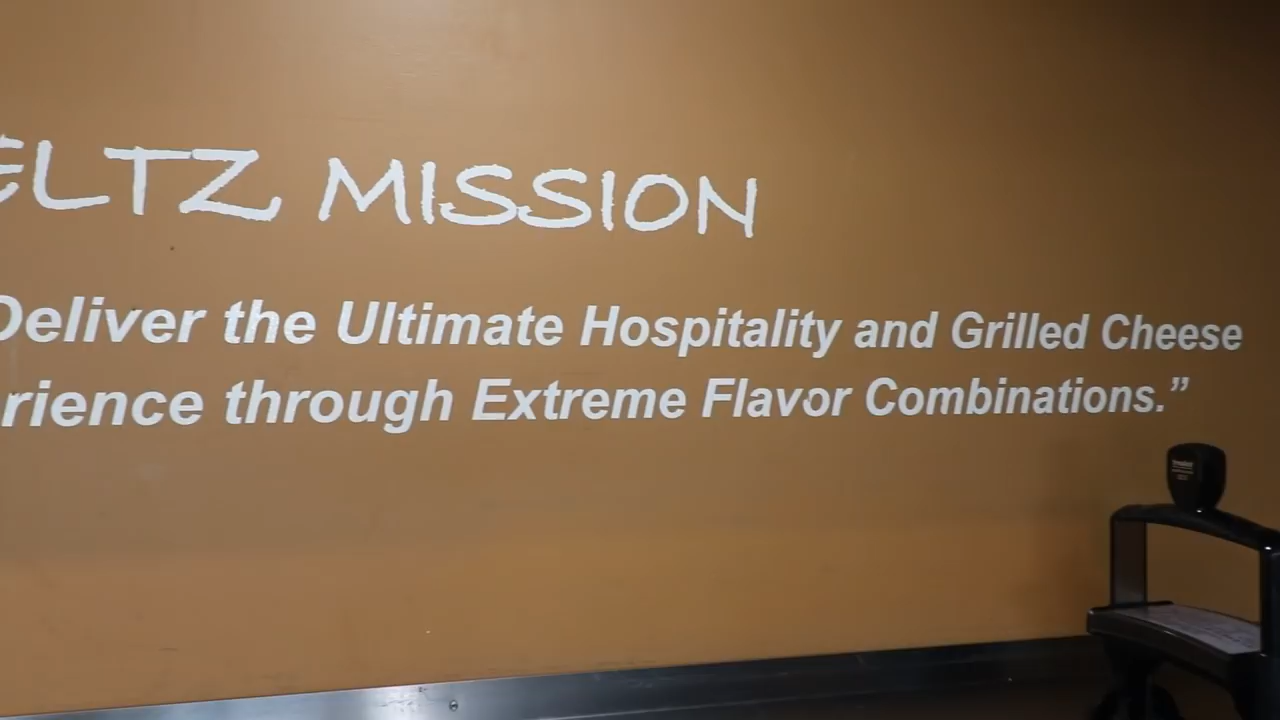 ELTZ MISSION
Deliver the Ultimate Hospitality and Grilled Cheese
rience through Extreme Flavor Combinations.”